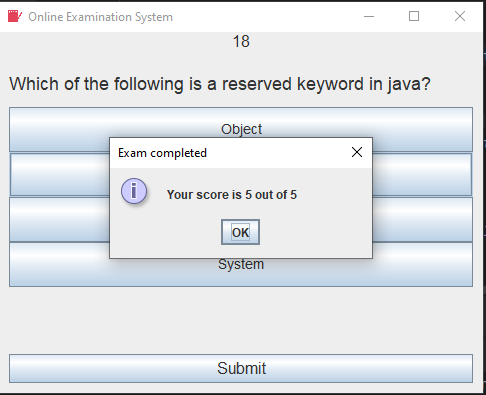 Online Examination System
18
Which of the following is a reserved keyword in java?
Object
Exam completed
Your score is 5 out of 5
OK
System
Submit